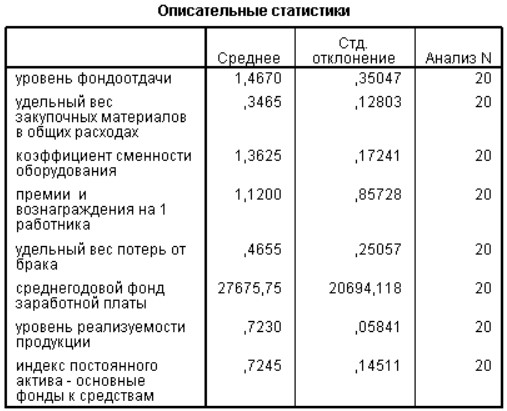 Описательные статистики
Среднее Стд. отклонение Анализ N
уровень фондоотдачи 1,4670 ,35047 20
удельный вес закупочных материалов в общих расходах ,3465 ,12803 20
коэффициент сменности оборудования 1,3625 ,17241 20
премии и вознаграждения на 1 работника 1,1200 ,85728 20
удельный вес потерь от брака ,4655 ,25057 20
среднегодовой фонд заработной платы 27675,75 20694,118 20
уровень реализуемости продукции ,7230 ,05841 20
индекс постоянного актива - основные фонды к средствам ,7245 ,14511 20